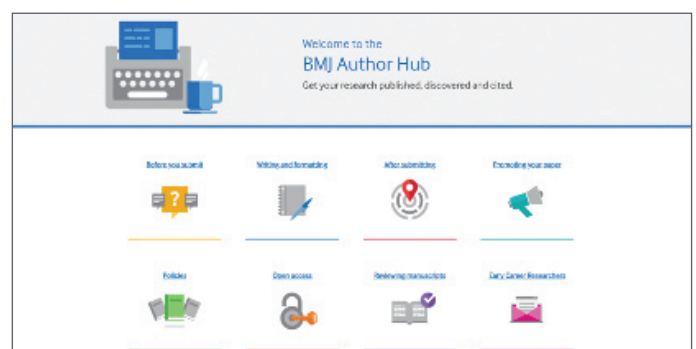 Welcome to the
BMJ Author Hub
Get your research published, discovered and cited.
Before you submit
Writing and formatting
After submitting
Promoting your paper
?
Policies
Open access
Reviewing manuscripts
Early Career Researchers